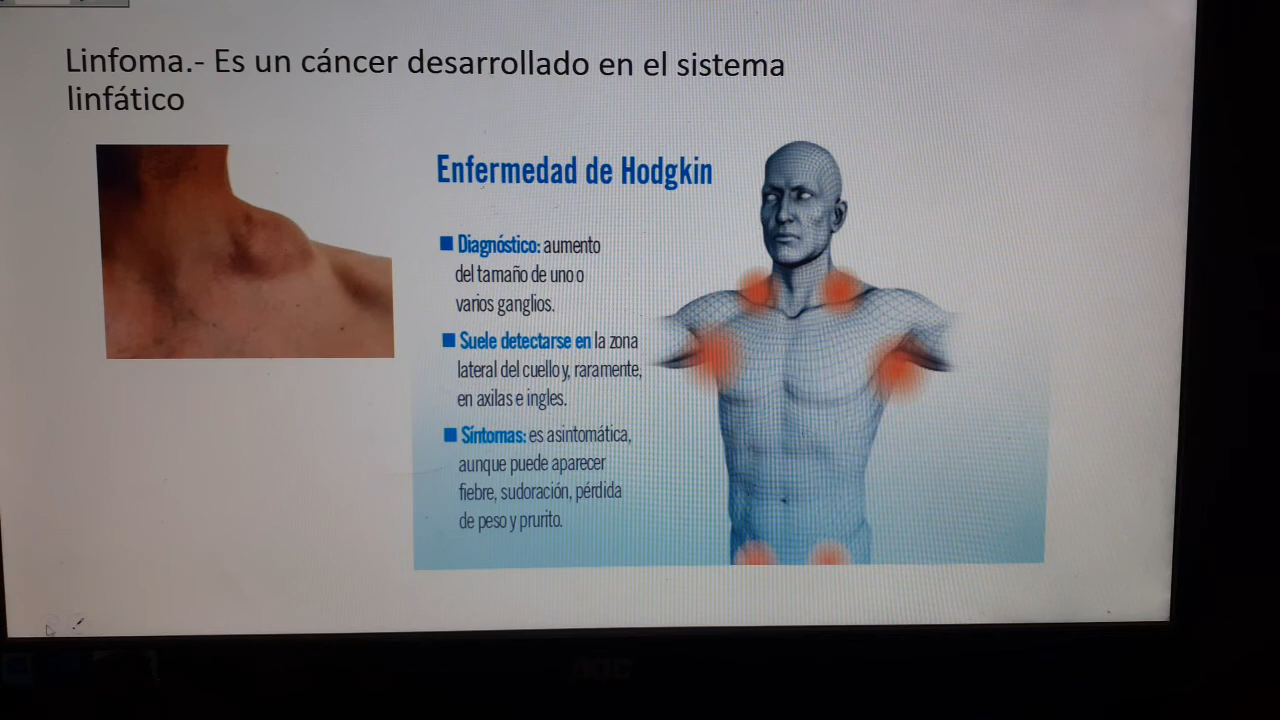 Linfoma.- Es un cáncer desarrollado en el sistema
linfático
Enfermedad de Hodgkin
Diagnóstico: aumento
del tamaño de uno o
varios ganglios.
Suele detectarse en la zona
lateral del cuello y, raramente,
en axilas e ingles.
Síntomas: es asintomática,
aunque puede aparecer
fiebre, sudoración, pérdida
de peso y prurito.
AOC